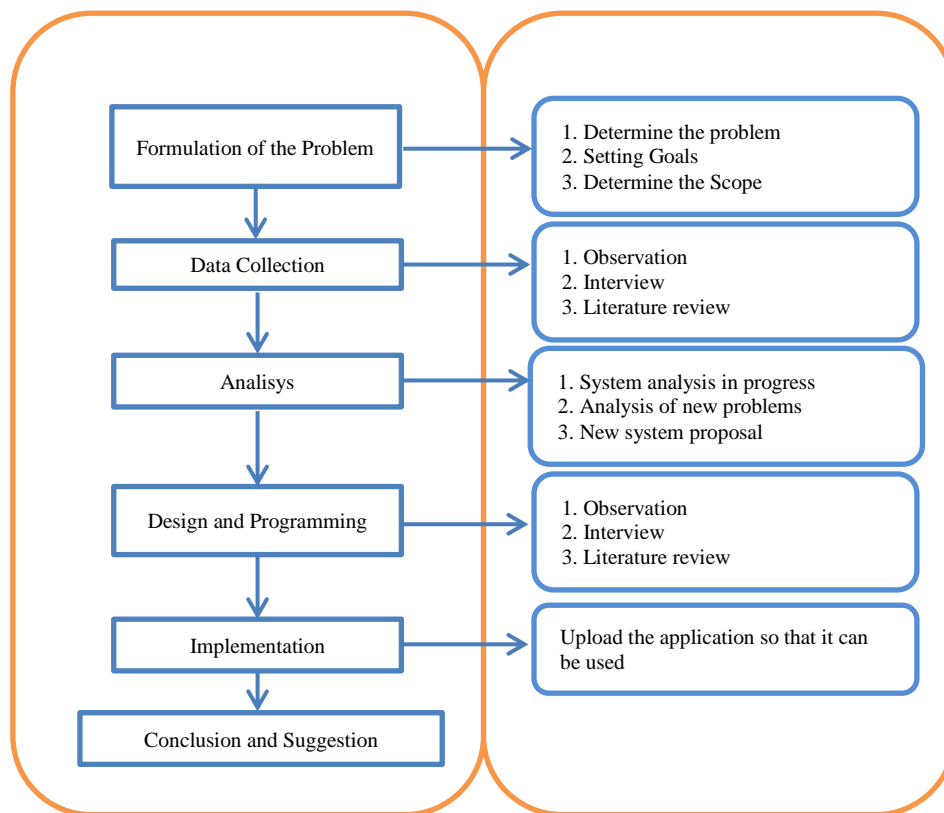 Formulation of the Problem
1. Determine the problem
2. Setting Goals
3. Determine the Scope
Data Collection
1. Observation
2. Interview
3. Literature review
Analisys
1. System analysis in progress
2. Analysis of new problems
3. New system proposal
Design and Programming
1. Observation
2. Interview
3. Literature review
Implementation
Upload the application so that it can
be used
Conclusion and Suggestion